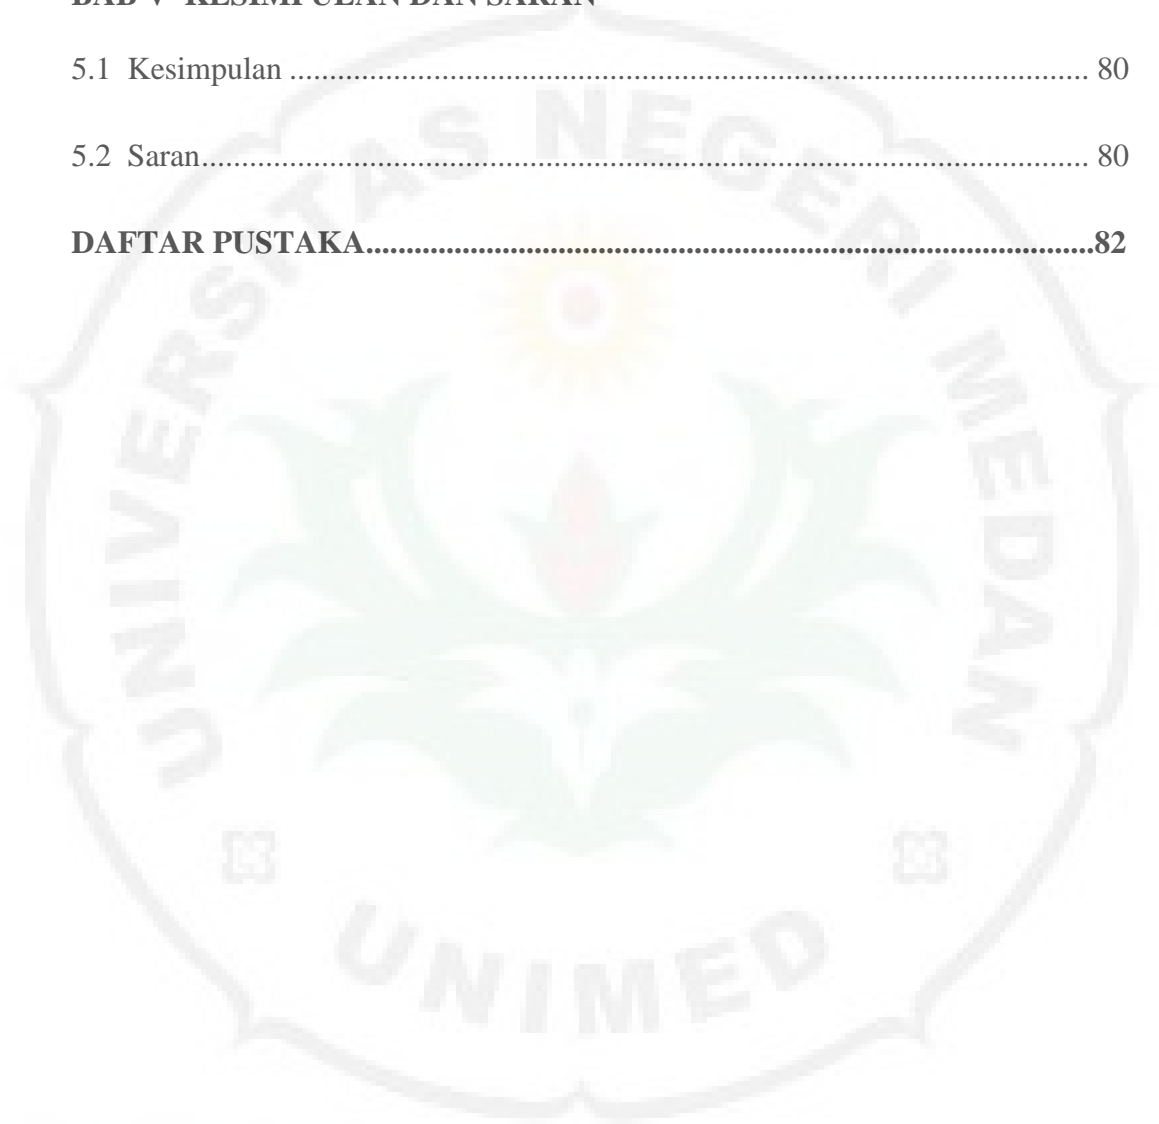 BAB V KESIMPULAN DAN SARAN
5.1 Kesimpulan .................................................................................................... 80
5.2 Saran............................................................................................................... 80
DAFTAR PUSTAKA...........................................................................................82
UNIVERSITAS NEGERI MEDAN
UNIMED